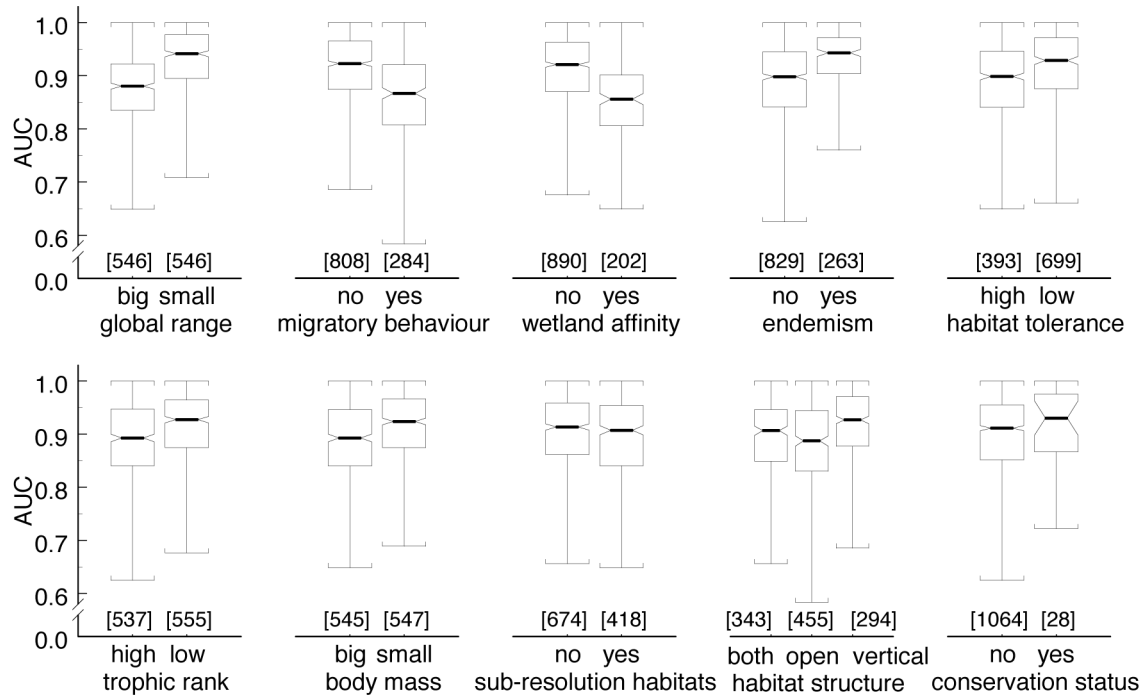 1.0
0.9
0.8
0.7
0.6
0.0
AUC
[546] [546]
big small
global range
[808] [284]
no yes
migratory behaviour
[890] [202]
no yes
wetland affinity
[829] [263]
no yes
endemism
[393] [699]
high low
habitat tolerance
1.0
0.9
0.8
0.7
0.6
0.0
AUC
[537] [555]
high low
trophic rank
[545] [547]
big small
body mass
[674] [418]
no yes
sub-resolution habitats
[343] [455] [294]
both open vertical
habitat structure
[1064] [28]
no yes
conservation status